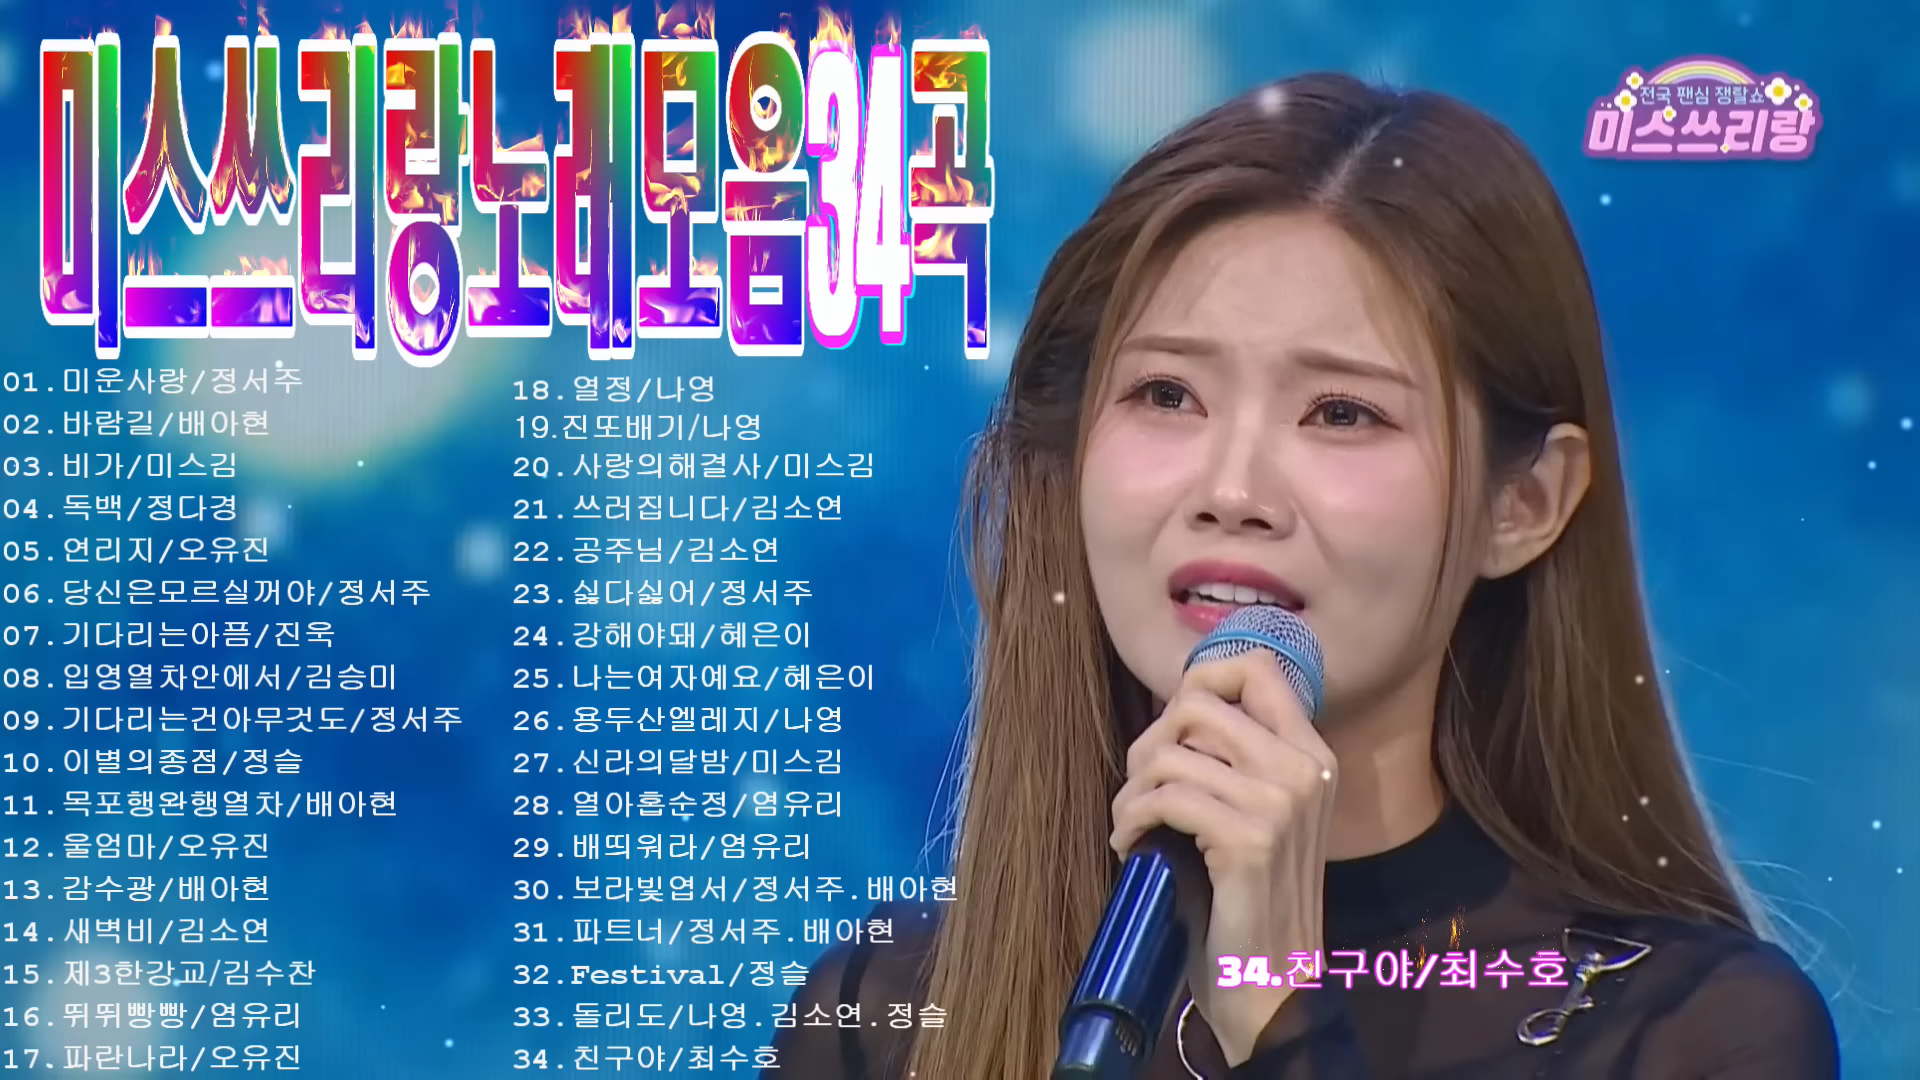 미스쓰리랑노레모음34곡
전국 팬심 쟁탈쇼
미스쓰리랑
01.미운사랑/정서주
02.바람길/배아현
03.비가/미스김
04.독백/정다경
05.연리지/오유진
06.당신은모르실꺼야/정서주
07.기다리는아픔/진욱
08.입영열차안에서/김승미
09.기다리는건아무것도/정서주
10.이별의종점/정슬
11.목포행완행열차/배아현
12.울엄마/오유진
13.감수광/배아현
14.새벽비/김소연
15.제3한강교/김수찬
16.뛰뛰빵빵/염유리
17.파란나라/오유진
18.열정/나영
19.진또배기/나영
20.사랑의해결사/미스김
21.쓰러집니다/김소연
22.공주님/김소연
23.싫다싫어/정서주
24.강해야돼/혜은이
25.나는여자예요/혜은이
26.용두산엘레지/나영
27.신라의달밤/미스김
28.열아홉순정/염유리
29.배띄워라/염유리
30.보라빛엽서/정서주.배아현
31.파트너/정서주.배아현
32.Festival/정슬
33.돌리도/나영.김소연.정슬
34.친구야/최수호
34.친구야/최수호